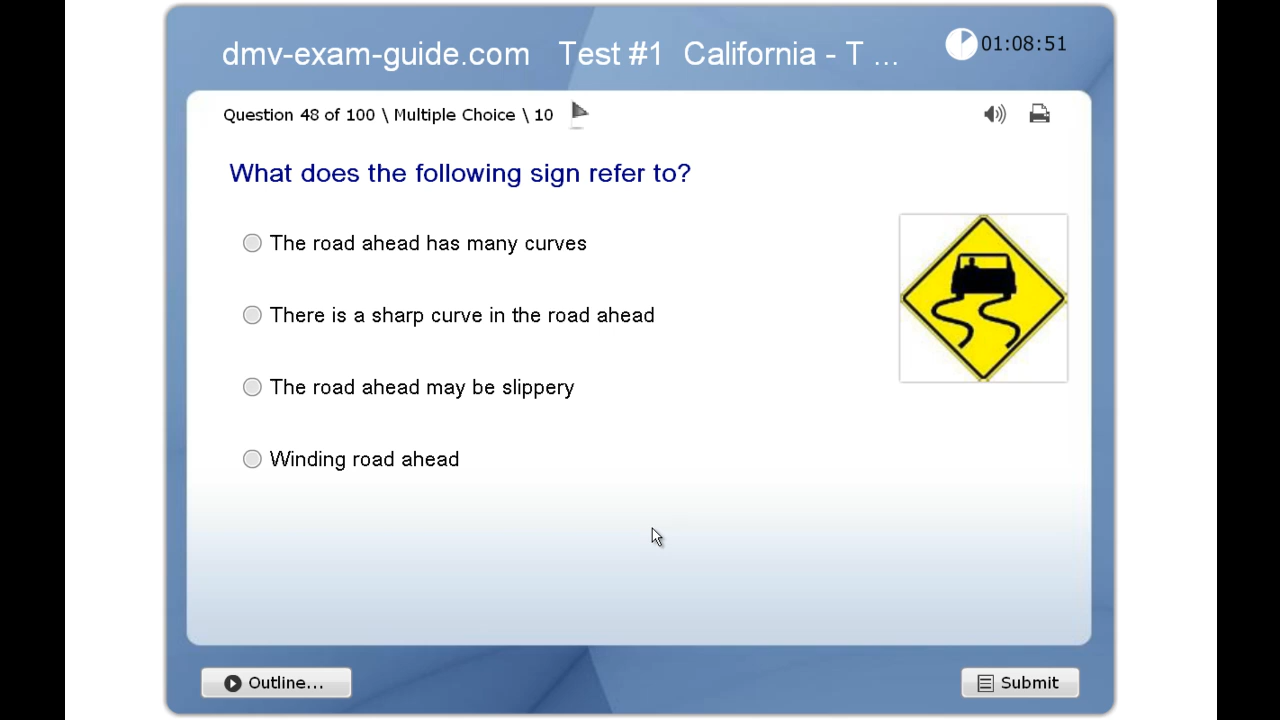 dmv-exam-guide.com Test #1 California - T ...
01:08:51
Question 48 of 100 \ Multiple Choice \ 10
What does the following sign refer to?
The road ahead has many curves
There is a sharp curve in the road ahead
The road ahead may be slippery
Winding road ahead
Outline...
Submit